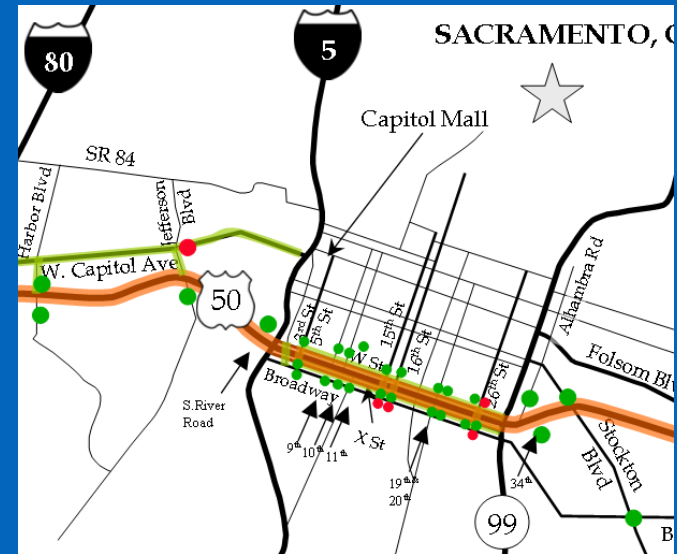 80
5
SACRAMENTO, C
Capitol Mall
SR 84
Harbor Blvd
Jefferson
Blvd
W. Capitol Ave
50
3rd St
5th St
15th St
16th St
26th St
Alhambra Rd
W St
Folsom Blv
Broadway
S.River
Road
9th 10th 11th
X St
19th
20th
34th
Stockton
Blvd
99
B